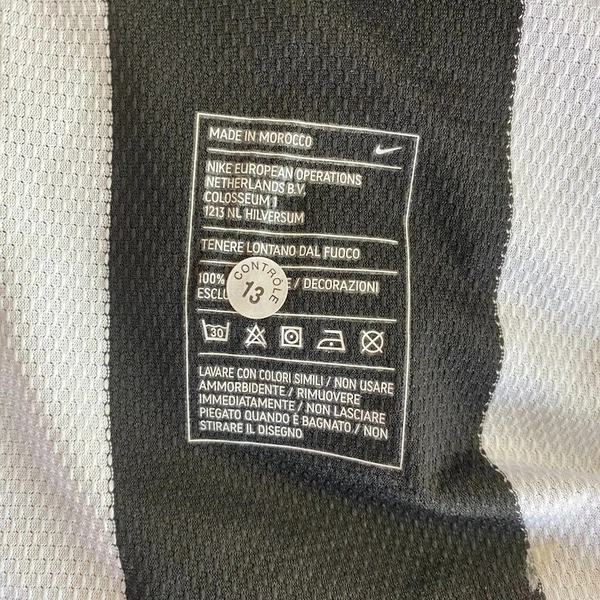 MADE IN MOROCCO
NIKE EUROPEAN OPERATIONS
NETHERLANDS B.V.
COLOSSEUM 1
1213 NL HILVERSUM
TENERE LONTANO DAL FUOCO
100% / DECORAZIONI
CONTRÔLE
13
30
LAVARE CON COLORI SIMILI / NON USARE
AMMORBIDENTE / RIMUOVERE
IMMEDIATAMENTE / NON LASCIARE
PIEGATO QUANDO È BAGNATO / NON
STIRARE IL DISEGNO